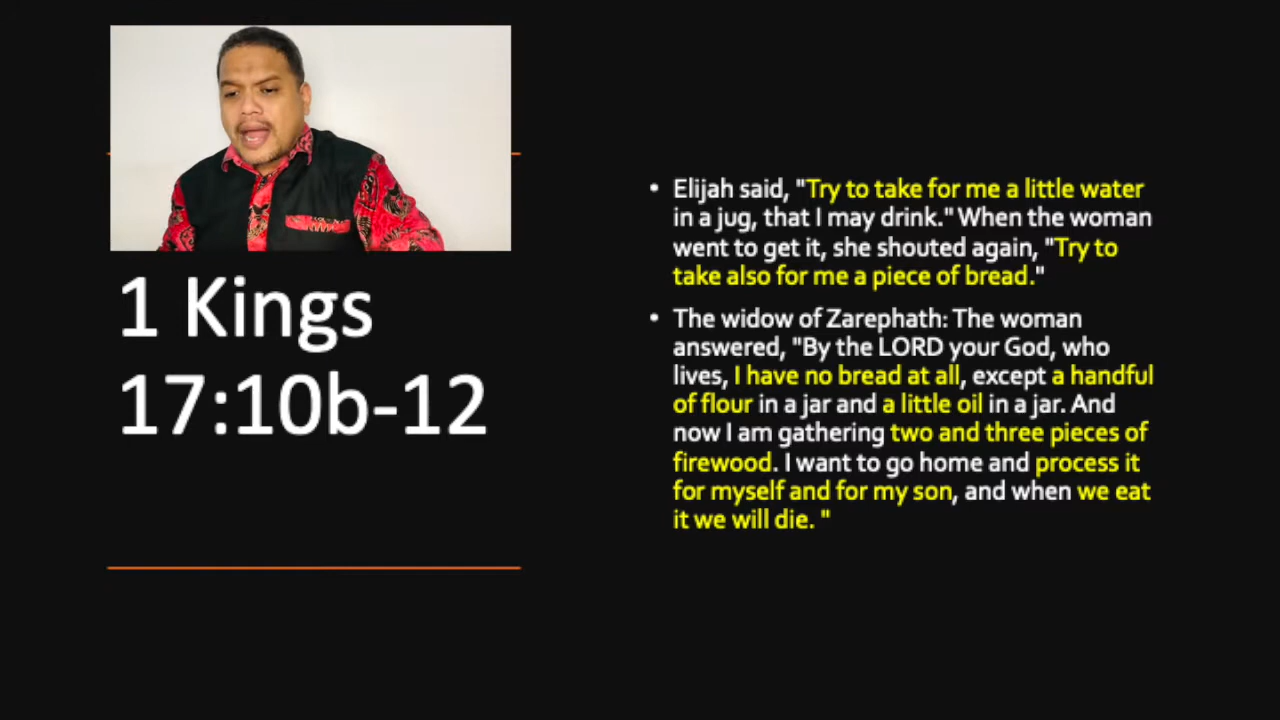 1 Kings
17:10b-12
• Elijah said, "Try to take for me a little water
in a jug, that I may drink." When the woman
went to get it, she shouted again, "Try to
take also for me a piece of bread."
• The widow of Zarephath: The woman
answered, "By the LORD your God, who
lives, I have no bread at all, except a handful
of flour in a jar and a little oil in a jar. And
now I am gathering two and three pieces of
firewood. I want to go home and process it
for myself and for my son, and when we eat
it we will die. "